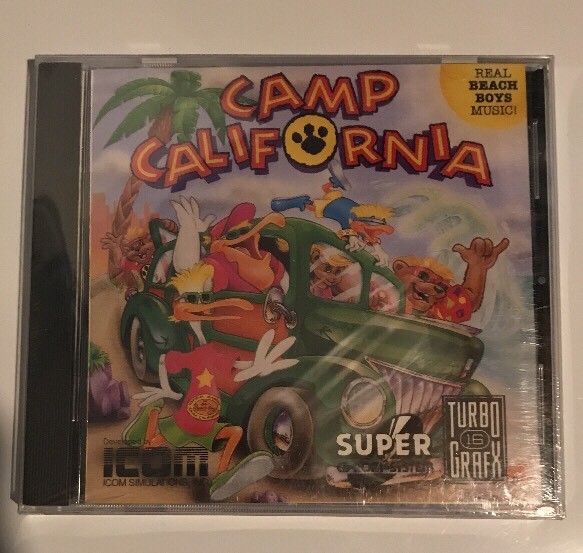 REAL
BEACH
BOYS
MUSIC!
CAMP
CALIFORNIA
Developed by
ICOM
ICOM SIMULATIONS, INC.
SUPER
TURBO
16
GRAFX